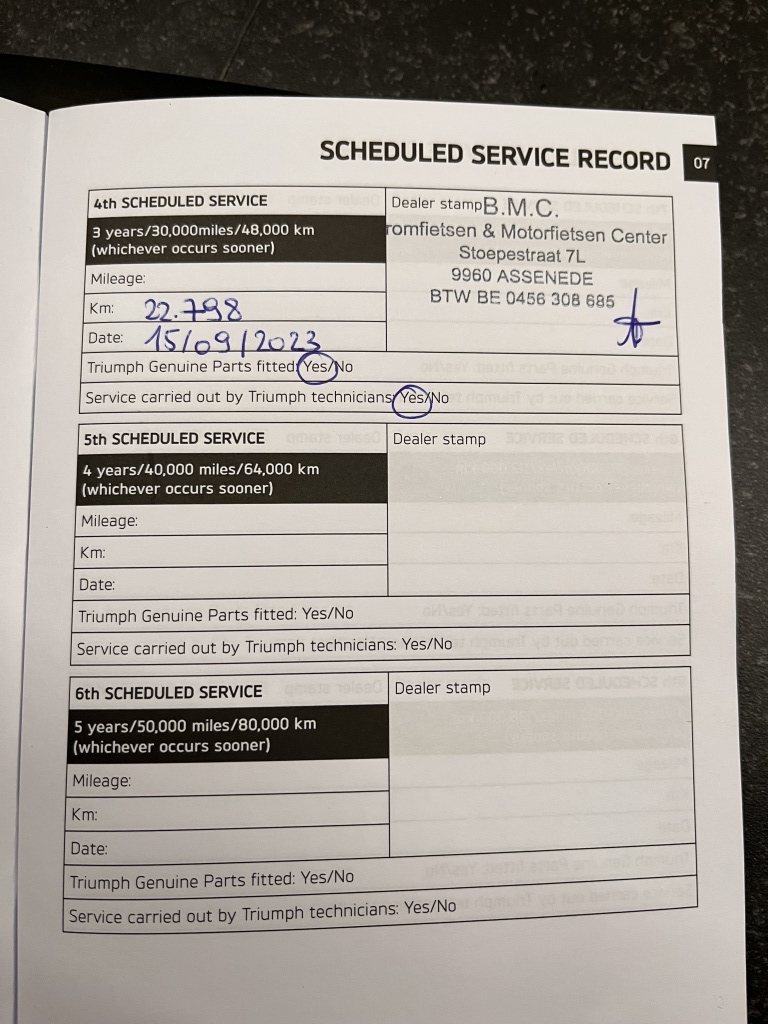 SCHEDULED SERVICE RECORD 07
4th SCHEDULED SERVICE
3 years/30,000miles/48,000 km
(whichever occurs sooner)
Mileage:
Km: 22.798
Date: 15/09/2023
Dealer stamp B.M.C.
romfietsen & Motorfietsen Center
Stoepestraat 7L
9960 ASSENEDE
BTW BE 0456 308 685
Triumph Genuine Parts fitted: Yes/No
Service carried out by Triumph technicians: Yes/No
5th SCHEDULED SERVICE
4 years/40,000 miles/64,000 km
(whichever occurs sooner)
Mileage:
Km:
Date:
Dealer stamp
Triumph Genuine Parts fitted: Yes/No
Service carried out by Triumph technicians: Yes/No
6th SCHEDULED SERVICE
5 years/50,000 miles/80,000 km
(whichever occurs sooner)
Mileage:
Km:
Date:
Dealer stamp
Triumph Genuine Parts fitted: Yes/No
Service carried out by Triumph technicians: Yes/No